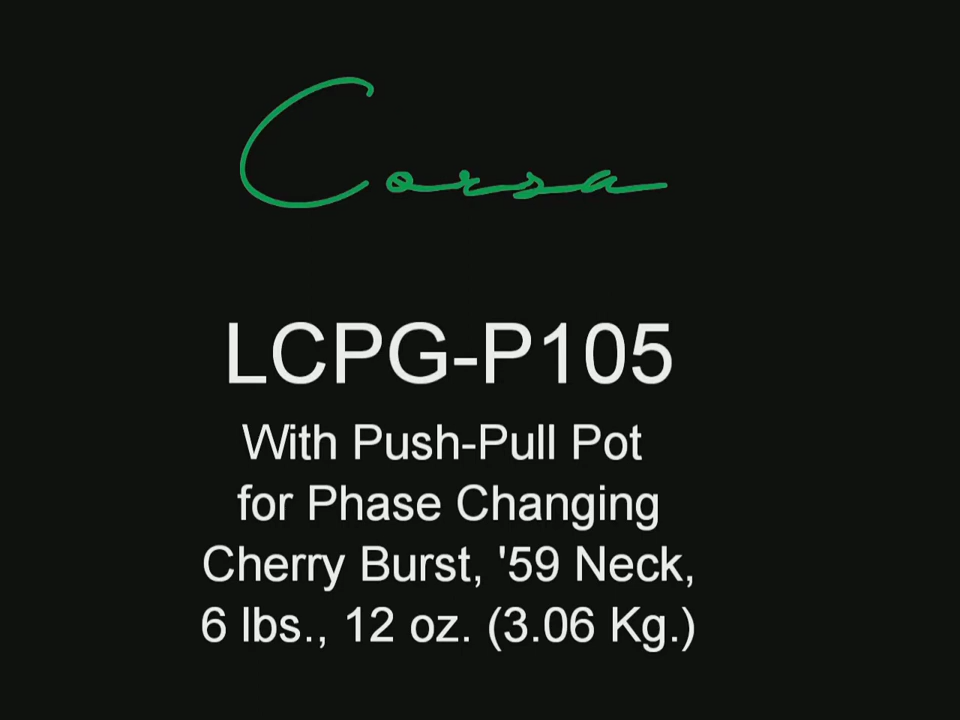 Corsa
LCPG-P105
With Push-Pull Pot
for Phase Changing
Cherry Burst, '59 Neck,
6 lbs., 12 oz. (3.06 Kg.)